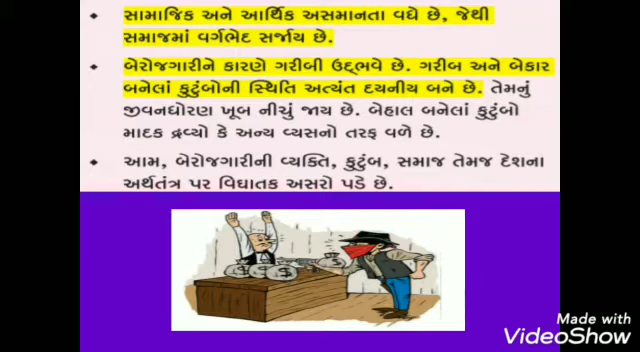 • સામાજિક અને આર્થિક અસમાનતા વધે છે, જેથી
સમાજમાં વર્ગભેદ સર્જાય છે.
• બેરોજગારીને કારણે ગરીબી ઉદ્ભવે છે. ગરીબ અને બેકાર
બનેલાં કુટુંબોની સ્થિતિ અત્યંત દયનીય બને છે. તેમનું
જીવનધોરણ ખૂબ નીચું જાય છે. બેહાલ બનેલાં કુટુંબો
માદક દ્રવ્યો કે અન્ય વ્યસનો તરફ વળે છે.
• આમ, બેરોજગારીની વ્યક્તિ, કુટુંબ, સમાજ તેમજ દેશના
અર્થતંત્ર પર વિઘાતક અસરો પડે છે.
$ $ $
Made with
VideoShow